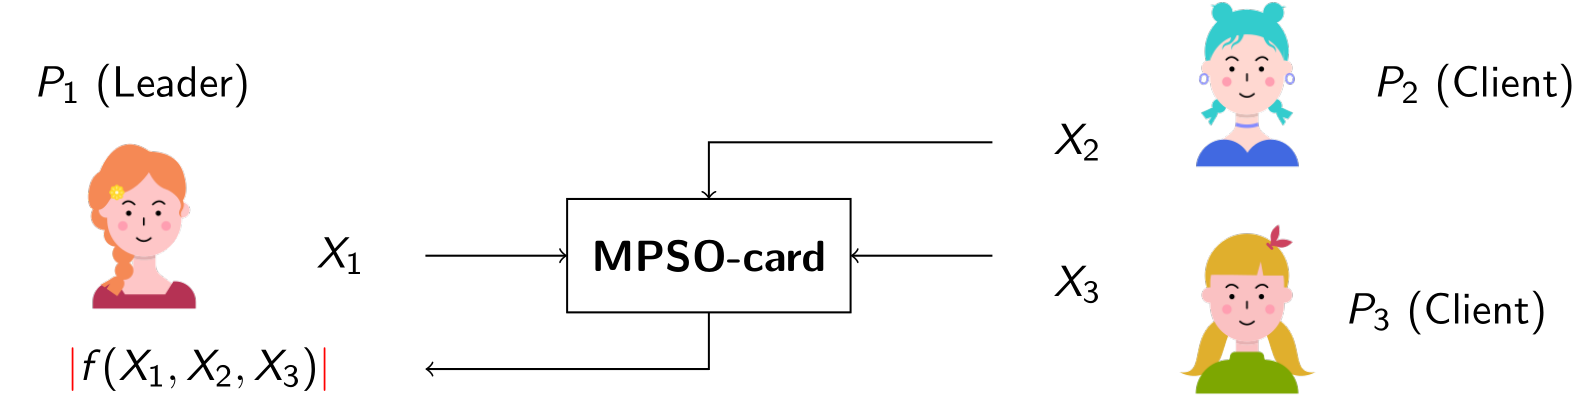 P₁ (Leader)
P₂ (Client)
X₂
X₁
MPSO-card
X₃
P₃ (Client)
|f(X₁, X₂, X₃)|